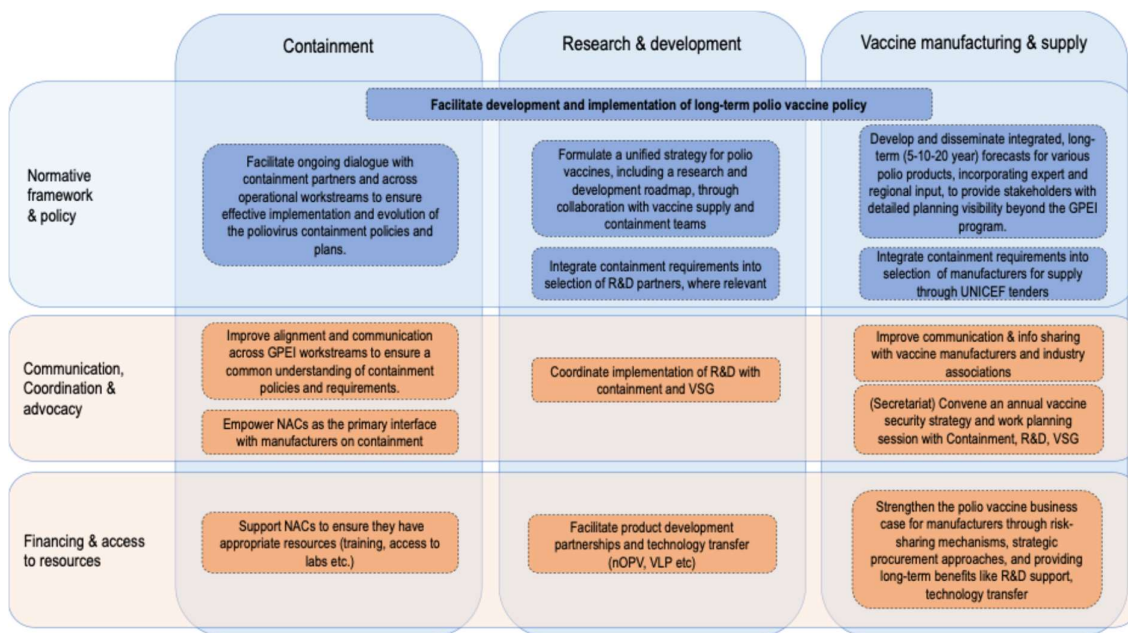 Containment
Research & development
Vaccine manufacturing & supply
Normative
framework
& policy
Facilitate development and implementation of long-term polio vaccine policy
Facilitate ongoing dialogue with
containment partners and across
operational workstreams to ensure
effective implementation and evolution of
the poliovirus containment policies and
plans.
Formulate a unified strategy for polio
vaccines, including a research and
development roadmap, through
collaboration with vaccine supply and
containment teams
Develop and disseminate integrated, long-
term (5-10-20 year) forecasts for various
polio products, incorporating expert and
regional input, to provide stakeholders with
detailed planning visibility beyond the GPEI
program.
Integrate containment requirements into
selection of R&D partners, where relevant
Integrate containment requirements into
selection of manufacturers for supply
through UNICEF tenders
Communication,
Coordination &
advocacy
Improve alignment and communication
across GPEI workstreams to ensure a
common understanding of containment
policies and requirements.
Empower NACs as the primary interface
with manufacturers on containment
Coordinate implementation of R&D with
containment and VSG
Improve communication & info sharing
with vaccine manufacturers and industry
associations
(Secretariat) Convene an annual vaccine
security strategy and work planning
session with Containment, R&D, VSG
Financing & access
to resources
Support NACs to ensure they have
appropriate resources (training, access to
labs etc.)
Facilitate product development
partnerships and technology transfer
(nOPV, VLP etc)
Strengthen the polio vaccine business
case for manufacturers through risk-
sharing mechanisms, strategic
procurement approaches, and providing
long-term benefits like R&D support,
technology transfer